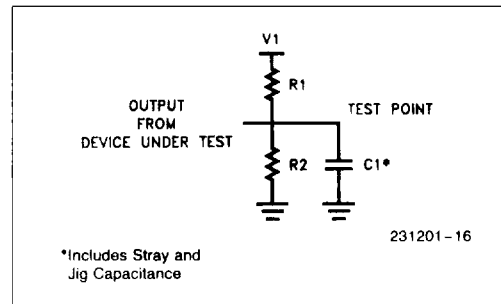 V1
R1
OUTPUT
FROM
DEVICE UNDER TEST
TEST POINT
R2
C1*
231201-16
*Includes Stray and
Jig Capacitance